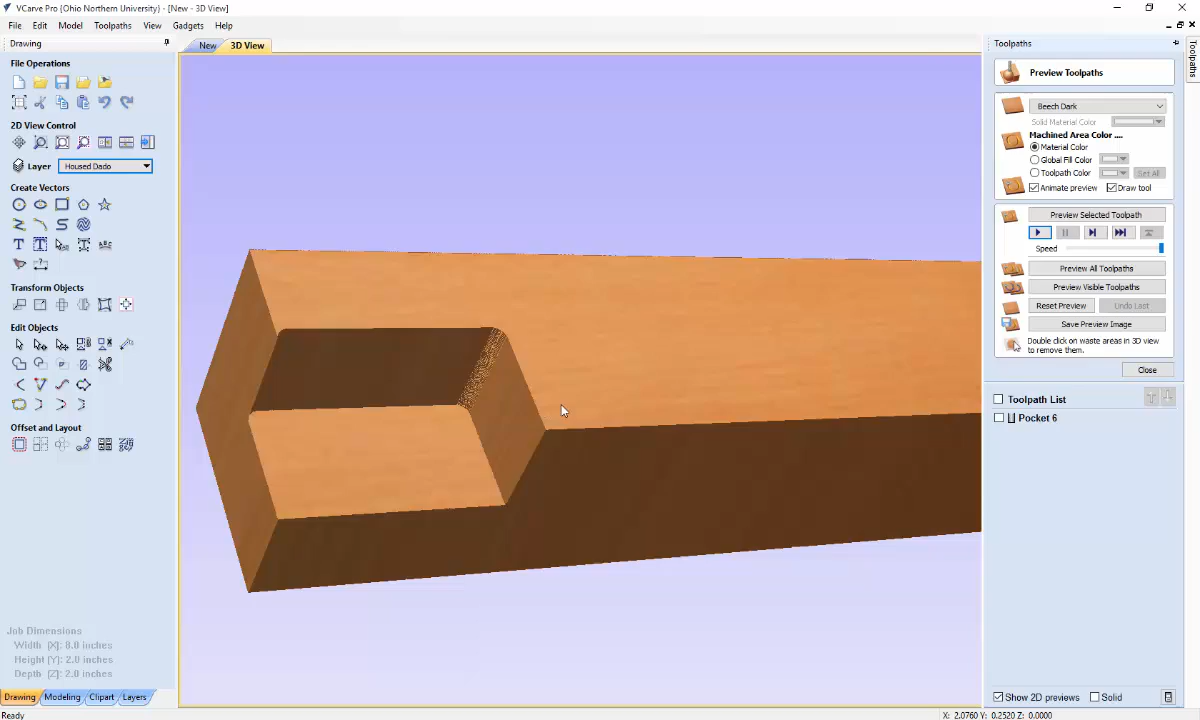 VCarve Pro {Ohio Northern University} - [New - 3D View]
File Edit Model Toolpaths View Gadgets Help
Drawing
File Operations
2D View Control
Layer Housed Dado
Create Vectors
Transform Objects
Edit Objects
Offset and Layout
Job Dimensions
Width [X]: 8.0 inches
Height [Y]: 2.0 inches
Depth [Z]: 2.0 inches
Drawing Modeling Clipart Layers
Ready
New 3D View
Toolpaths
Toolpaths
Preview Toolpaths
Beech Dark
Solid Material Color
Machined Area Color ....
Material Color
Global Fill Color
Toolpath Color Set All
Animate preview Draw tool
Preview Selected Toolpath
Speed
Preview All Toolpaths
Preview Visible Toolpaths
Reset Preview Undo Last
Save Preview Image
Double click on waste areas in 3D view
to remove them.
Close
Toolpath List
Pocket 6
Show 2D previews Solid
X: 2.0760 Y: 0.2520 Z: 0.0000